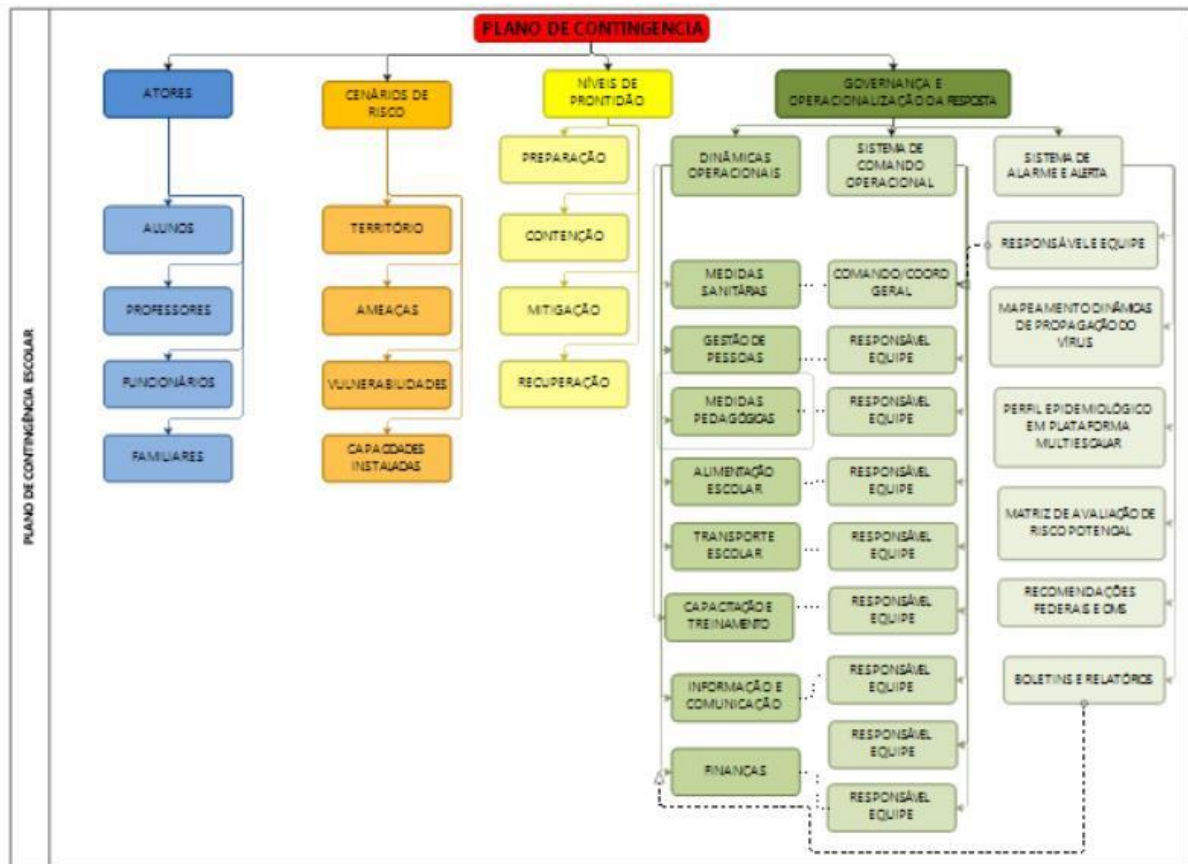 PLANO DE CONTINGÊNCIA ESCOLAR
PLANO DE CONTINGENCIA
ATORES
ALUNOS
PROFESSORES
FUNCIONÁRIOS
FAMILIARES
CENÁRIOS DE
RISCO
TERRITÓRIO
AMEAÇAS
VULNERABILIDADES
CAPACIDADES
INSTALADAS
NÍVEIS DE
PRONTIDÃO
PREPARAÇÃO
CONTENÇÃO
MITIGAÇÃO
RECUPERAÇÃO
GOVERNANÇA E
OPERACIONALIZAÇÃO DA RESPOSTA
DINÂMICAS
OPERACIONAIS
MEDIDAS
SANITÁRIAS
GESTÃO DE
PESSOAS
MEDIDAS
PEDAGÓGICAS
ALIMENTAÇÃO
ESCOLAR
TRANSPORTE
ESCOLAR
CAPACITAÇÃO E
TREINAMENTO
INFORMAÇÃO E
COMUNICAÇÃO
FINANÇAS
SISTEMA DE
COMANDO
OPERACIONAL
COMANDO/COORD
GERAL
RESPONSÁVEL
EQUIPE
RESPONSÁVEL
EQUIPE
RESPONSÁVEL
EQUIPE
RESPONSÁVEL
EQUIPE
RESPONSÁVEL
EQUIPE
RESPONSÁVEL
EQUIPE
RESPONSÁVEL
EQUIPE
RESPONSÁVEL
EQUIPE
SISTEMA DE
ALARME E ALERTA
RESPONSÁVEL E EQUIPE
MAPEAMENTO DINÂMICAS
DE PROPAGAÇÃO DO
VÍRUS
PERFIL EPIDEMIOLÓGICO
EM PLATAFORMA
MULTIESCALAR
MATRIZ DE AVALIAÇÃO DE
RISCO POTENCIAL
RECOMENDAÇÕES
FEDERAIS E OMS
BOLETINS E RELATÓRIOS